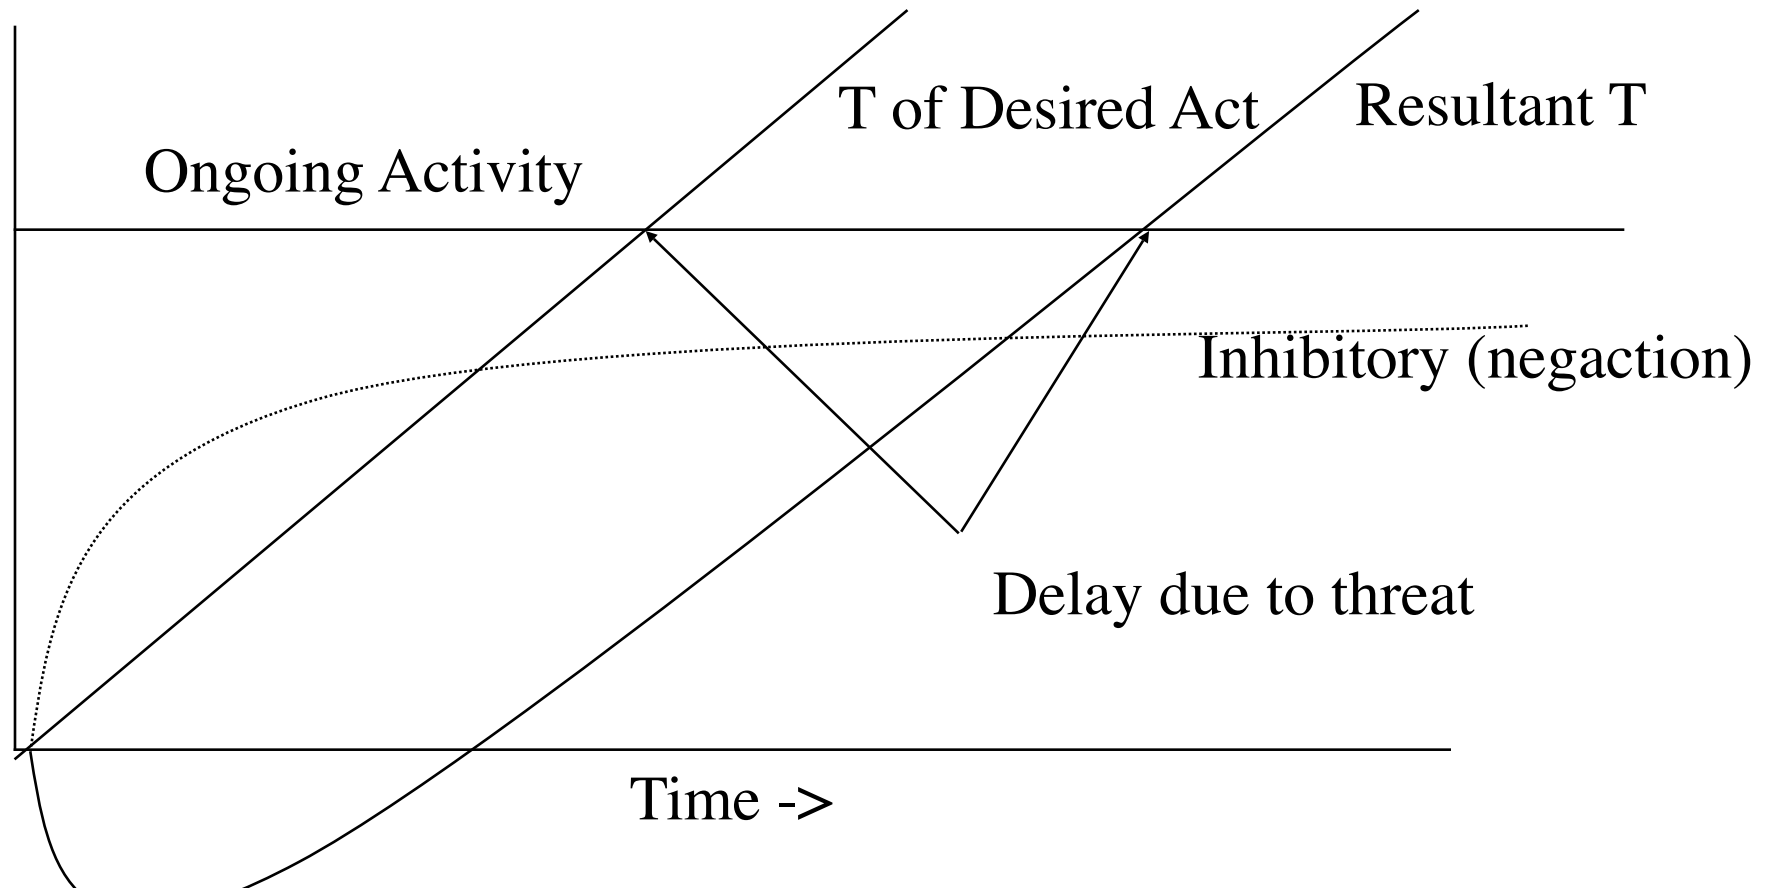 T of Desired Act
Resultant T
Ongoing Activity
Inhibitory (negaction)
Delay due to threat
Time ->